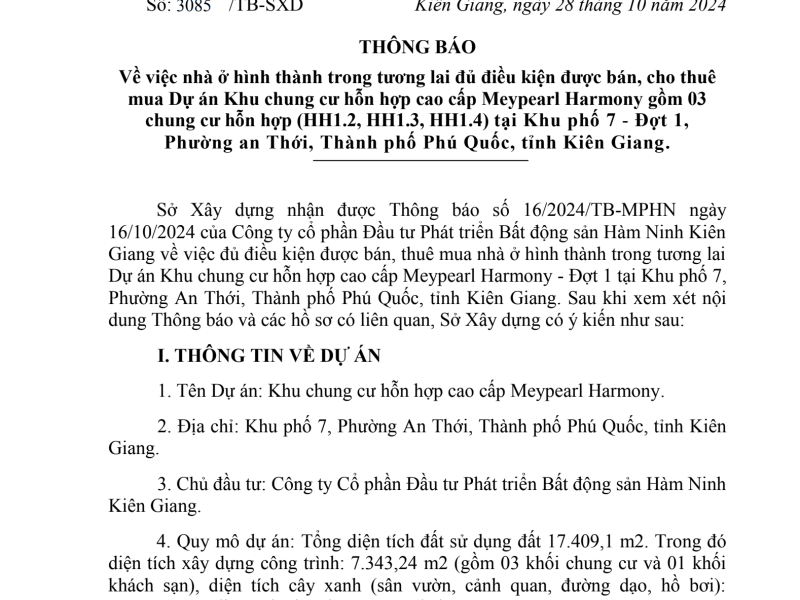 Số: 3085 /TB-SXD Kiên Giang, ngày 28 tháng 10 năm 2024
THÔNG BÁO
Về việc nhà ở hình thành trong tương lai đủ điều kiện được bán, cho thuê
mua Dự án Khu chung cư hỗn hợp cao cấp Meypearl Harmony gồm 03
chung cư hỗn hợp (HH1.2, HH1.3, HH1.4) tại Khu phố 7 - Đợt 1,
Phường an Thới, Thành phố Phú Quốc, tỉnh Kiên Giang.
Sở Xây dựng nhận được Thông báo số 16/2024/TB-MPHN ngày
16/10/2024 của Công ty cổ phần Đầu tư Phát triển Bất động sản Hàm Ninh Kiên
Giang về việc đủ điều kiện được bán, thuê mua nhà ở hình thành trong tương lai
Dự án Khu chung cư hỗn hợp cao cấp Meypearl Harmony - Đợt 1 tại Khu phố 7,
Phường An Thới, Thành phố Phú Quốc, tỉnh Kiên Giang. Sau khi xem xét nội
dung Thông báo và các hồ sơ có liên quan, Sở Xây dựng có ý kiến như sau:
I. THÔNG TIN VỀ DỰ ÁN
1. Tên Dự án: Khu chung cư hỗn hợp cao cấp Meypearl Harmony.
2. Địa chỉ: Khu phố 7, Phường An Thới, Thành phố Phú Quốc, tỉnh Kiên
Giang.
3. Chủ đầu tư: Công ty Cổ phần Đầu tư Phát triển Bất động sản Hàm Ninh
Kiên Giang.
4. Quy mô dự án: Tổng diện tích đất sử dụng đất 17.409,1 m2. Trong đó
diện tích xây dựng công trình: 7.343,24 m2 (gồm 03 khối chung cư và 01 khối
khách sạn), diện tích cây xanh (sân vườn, cảnh quan, đường dạo, hồ bơi):